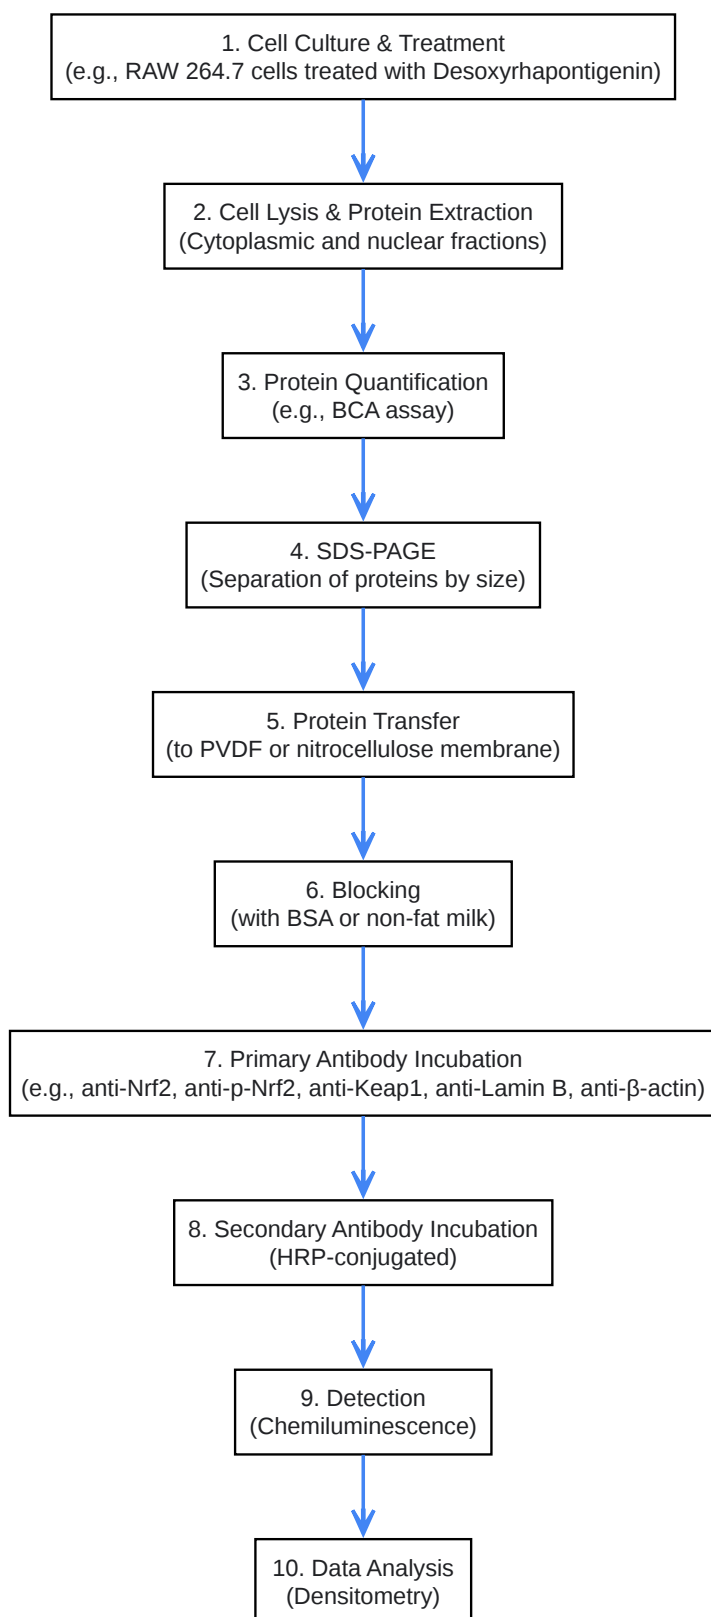 1. Cell Culture & Treatment
(e.g., RAW 264.7 cells treated with Desoxyrhapontigenin)
2. Cell Lysis & Protein Extraction
(Cytoplasmic and nuclear fractions)
3. Protein Quantification
(e.g., BCA assay)
4. SDS-PAGE
(Separation of proteins by size)
5. Protein Transfer
(to PVDF or nitrocellulose membrane)
6. Blocking
(with BSA or non-fat milk)
7. Primary Antibody Incubation
(e.g., anti-Nrf2, anti-p-Nrf2, anti-Keap1, anti-Lamin B, anti-β-actin)
8. Secondary Antibody Incubation
(HRP-conjugated)
9. Detection
(Chemiluminescence)
10. Data Analysis
(Densitometry)